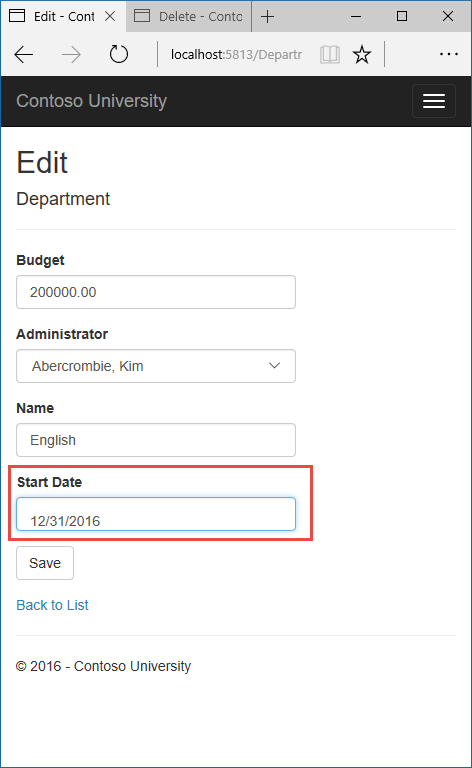 Edit - Cont
Delete - Conto
localhost:5813/Departr
Contoso University
Edit
Department
Budget
200000.00
Administrator
Abercrombie, Kim
Name
English
Start Date
12/31/2016
Save
Back to List
© 2016 - Contoso University